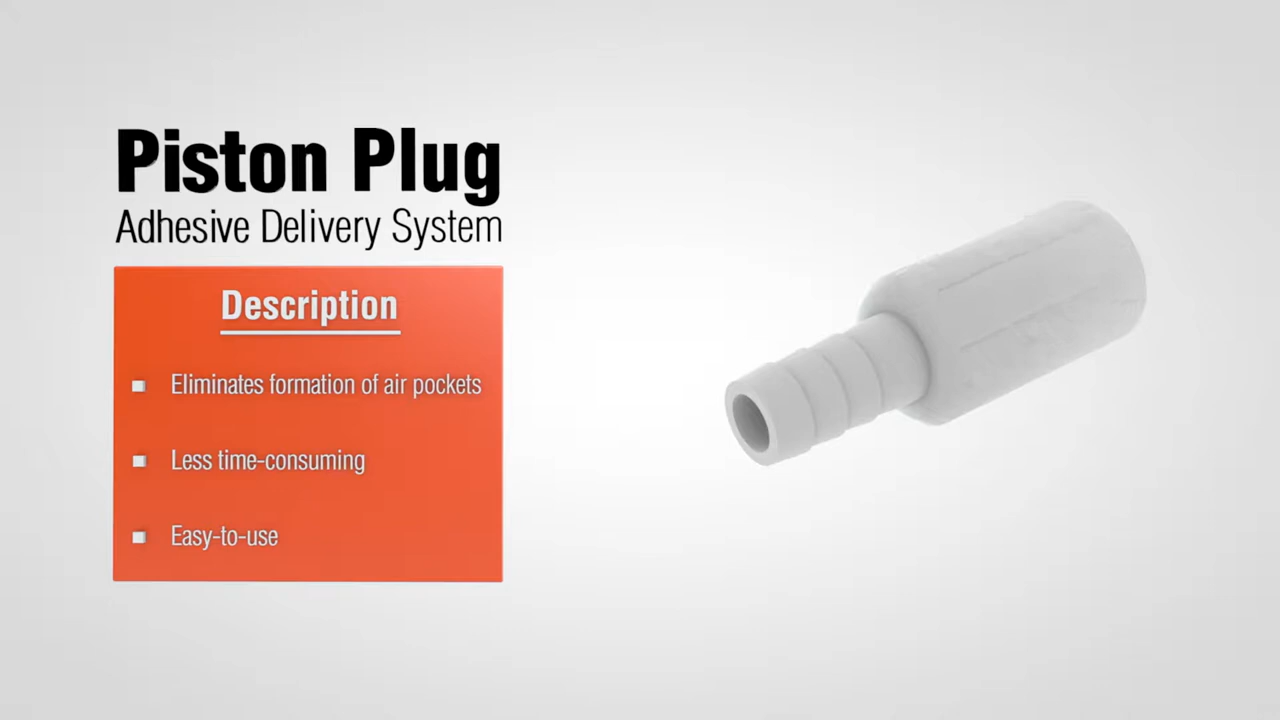 Piston Plug
Adhesive Delivery System
Description
Eliminates formation of air pockets
Less time-consuming
Easy-to-use